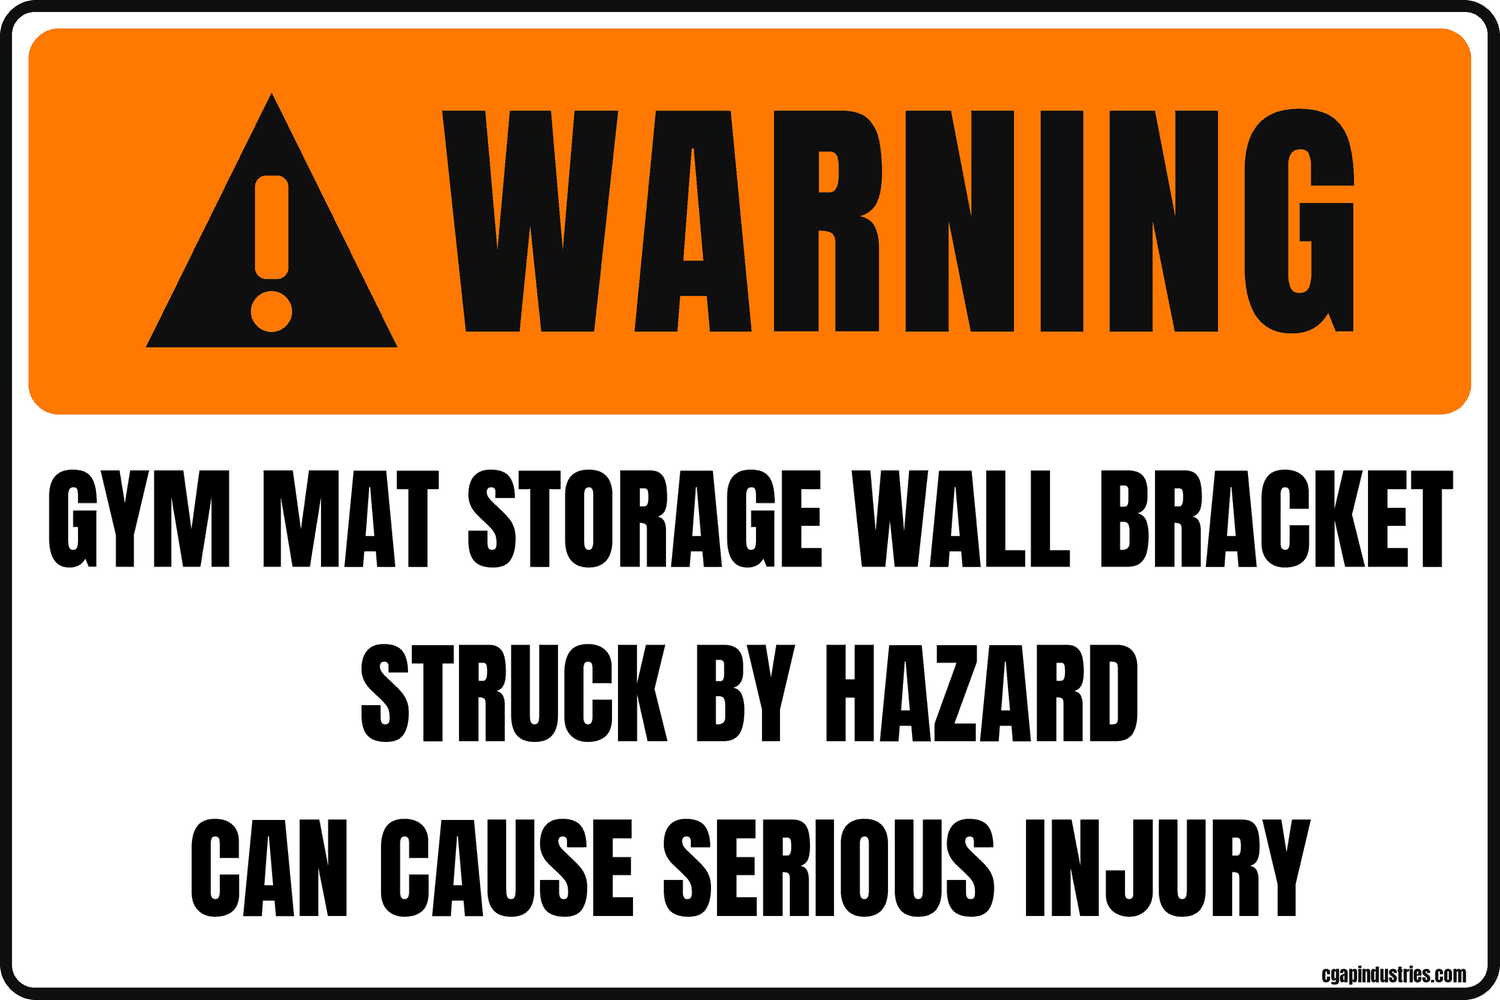 WARNING
GYM MAT STORAGE WALL BRACKET
STRUCK BY HAZARD
CAN CAUSE SERIOUS INJURY
cgapindustries.com